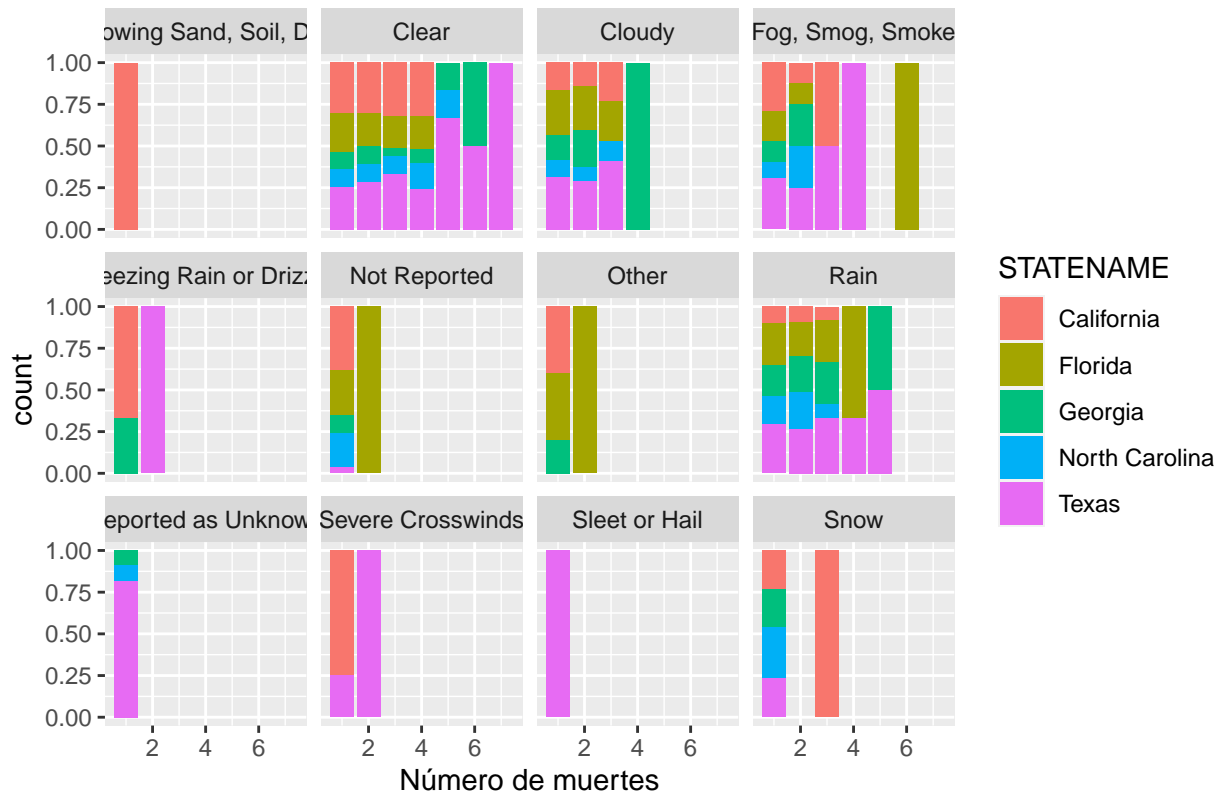 owing Sand, Soil, D
Clear
Cloudy
Fog, Smog, Smoke
1.00
0.75
0.50
0.25
0.00
eezing Rain or Drizz
Not Reported
Other
Rain
1.00
0.75
0.50
0.25
0.00
eported as Unknow
Severe Crosswinds
Sleet or Hail
Snow
1.00
0.75
0.50
0.25
0.00
2 4 6
2 4 6
2 4 6
2 4 6
Número de muertes
count
STATENAME
California
Florida
Georgia
North Carolina
Texas